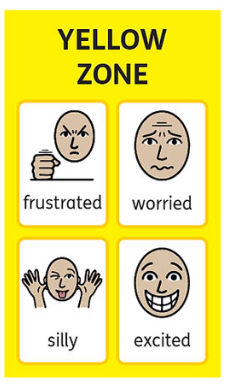 YELLOW
ZONE
frustrated
worried
silly
excited